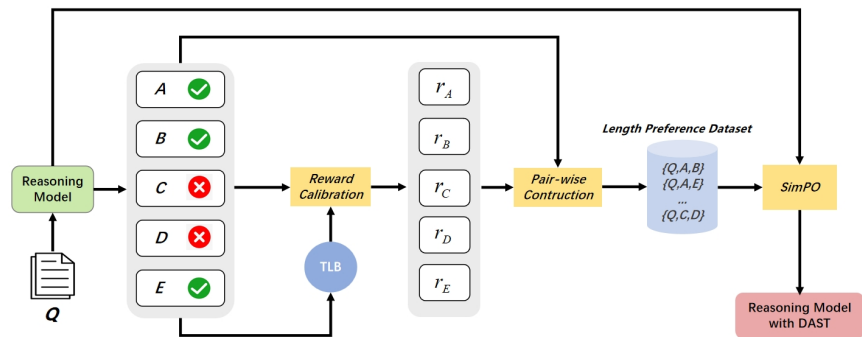 Reasoning
Model
Q
A
B
C
D
E
Reward
Calibration
TLB
r_A
r_B
r_C
r_D
r_E
Pair-wise
Contruction
Length Preference Dataset
{Q,A,B}
{Q,A,E}
...
{Q,C,D}
SimPO
Reasoning Model
with DAST